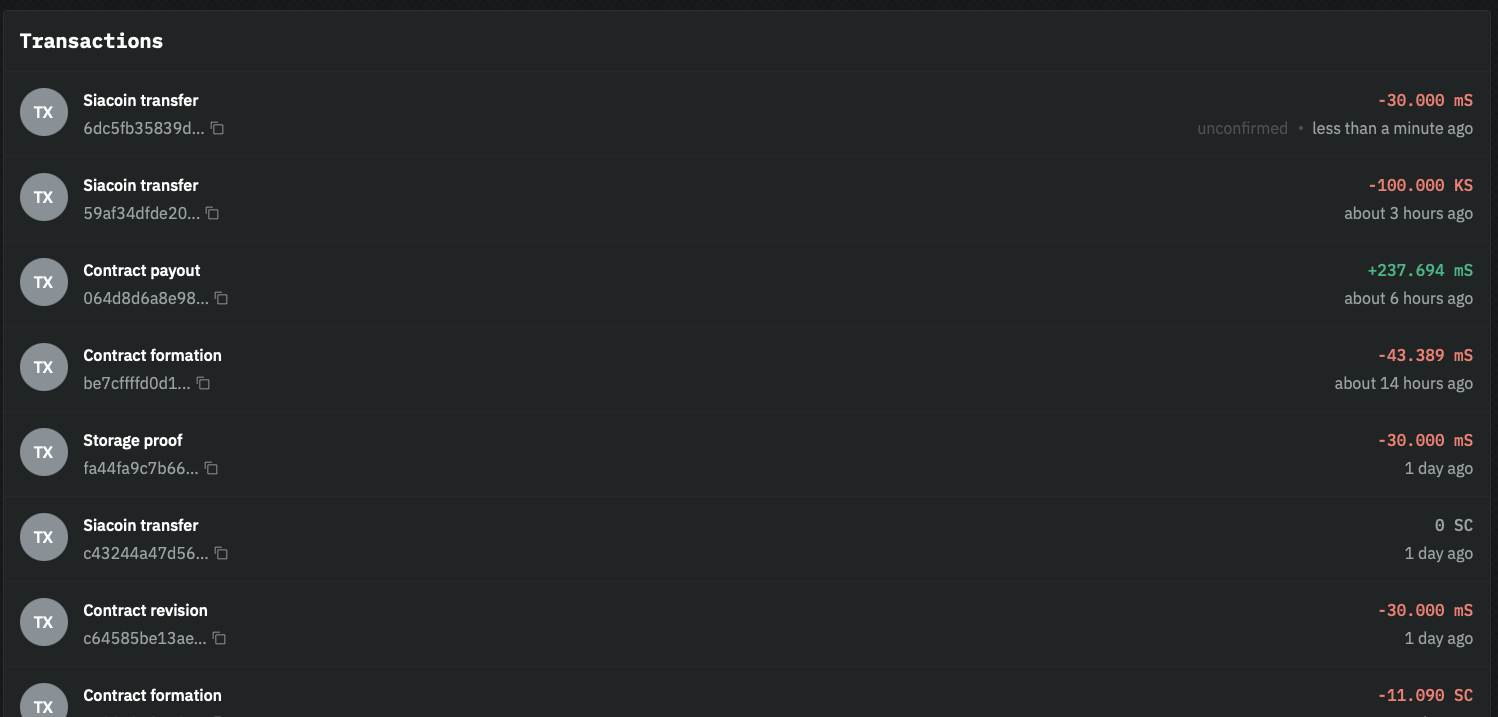 Transactions
TX
Siacoin transfer
-30.000 mS
6dc5fb35839d...
unconfirmed • less than a minute ago
TX
Siacoin transfer
-100.000 KS
59af34dfde20...
about 3 hours ago
TX
Contract payout
+237.694 mS
064d8d6a8e98...
about 6 hours ago
TX
Contract formation
-43.389 mS
be7cffffd0d1...
about 14 hours ago
TX
Storage proof
-30.000 mS
fa44fa9c7b66...
1 day ago
TX
Siacoin transfer
0 SC
c43244a47d56...
1 day ago
TX
Contract revision
-30.000 mS
c64585be13ae...
1 day ago
TX
Contract formation
-11.090 SC